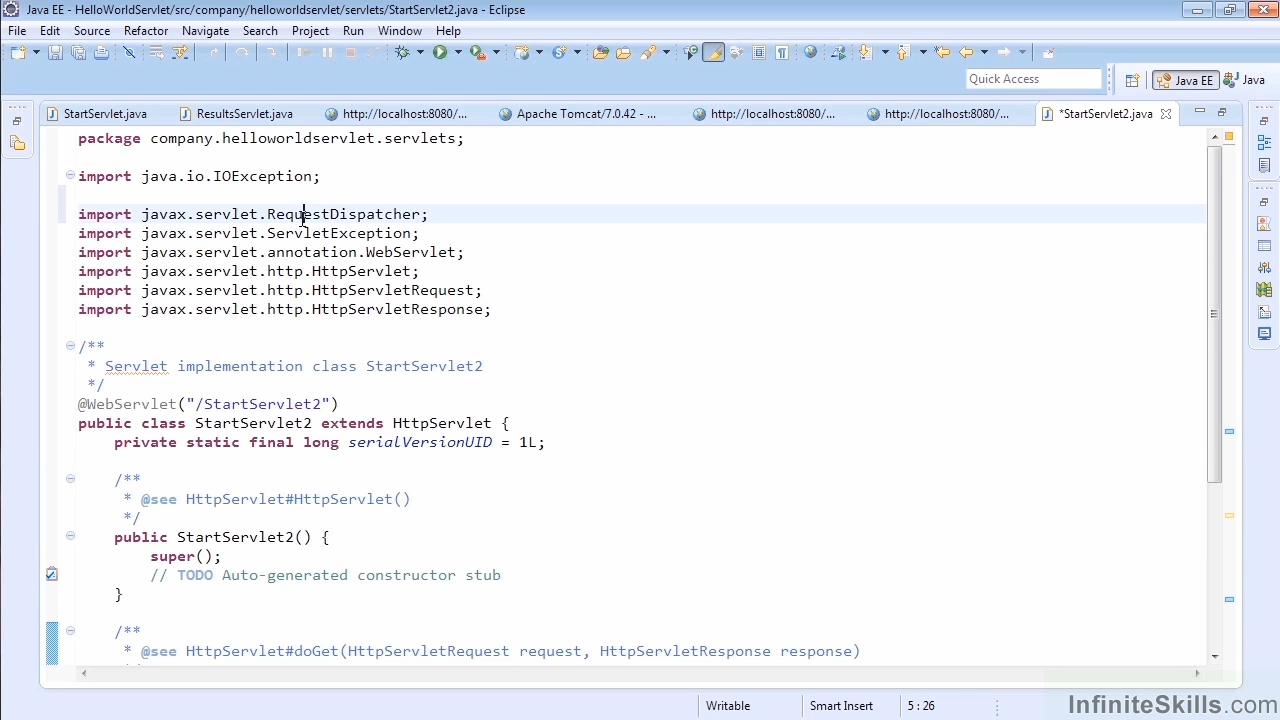 Java EE - HelloWorldServlet/src/company/helloworldservlet/servlets/StartServlet2.java - Eclipse
File Edit Source Refactor Navigate Search Project Run Window Help
Quick Access
Java EE
Java
StartServlet.java
ResultsServlet.java
http://localhost:8080/...
Apache Tomcat/7.0.42 - ...
http://localhost:8080/...
http://localhost:8080/...
*StartServlet2.java
package company.helloworldservlet.servlets;
import java.io.IOException;
import javax.servlet.RequestDispatcher;
import javax.servlet.ServletException;
import javax.servlet.annotation.WebServlet;
import javax.servlet.http.HttpServlet;
import javax.servlet.http.HttpServletRequest;
import javax.servlet.http.HttpServletResponse;
/**
* Servlet implementation class StartServlet2
*/
@WebServlet("/StartServlet2")
public class StartServlet2 extends HttpServlet {
private static final long serialVersionUID = 1L;
/**
* @see HttpServlet#HttpServlet()
*/
public StartServlet2() {
super();
// TODO Auto-generated constructor stub
}
/**
* @see HttpServlet#doGet(HttpServletRequest request, HttpServletResponse response)
Writable
Smart Insert
5 : 26
InfiniteSkills.com